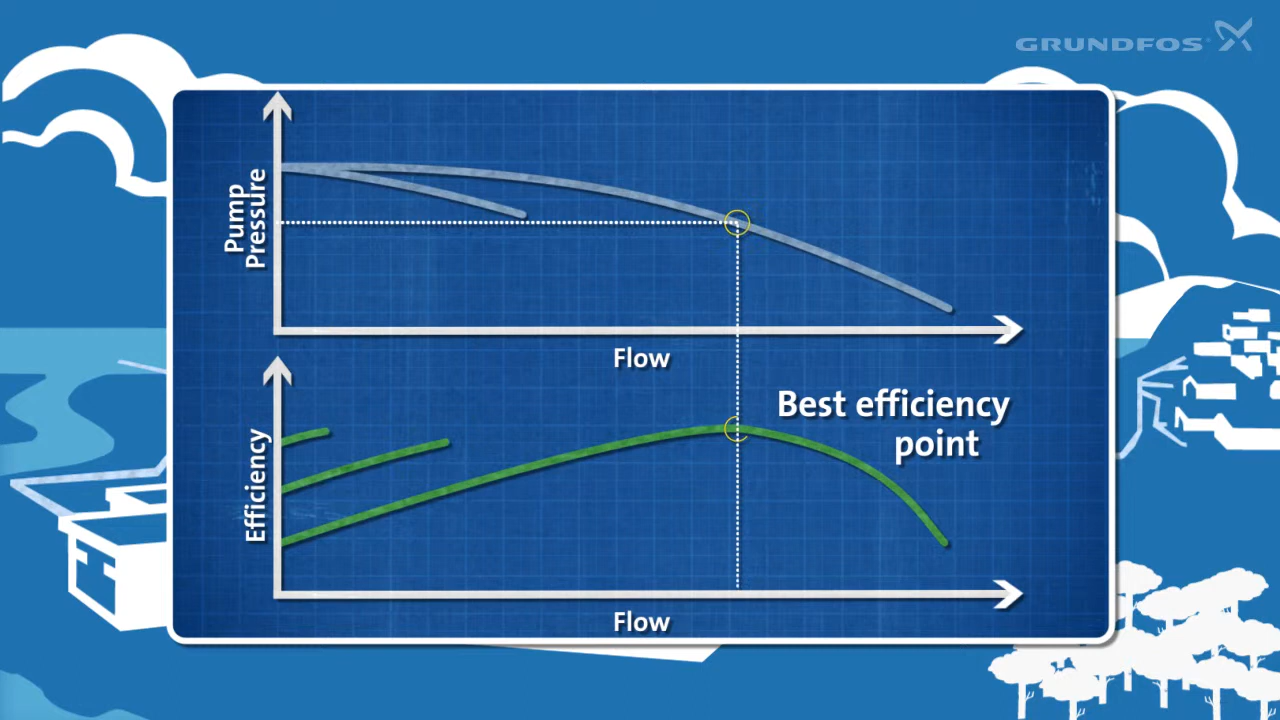 GRUNDFOS
Pump
Pressure
Flow
Best efficiency
point
Efficiency
Flow